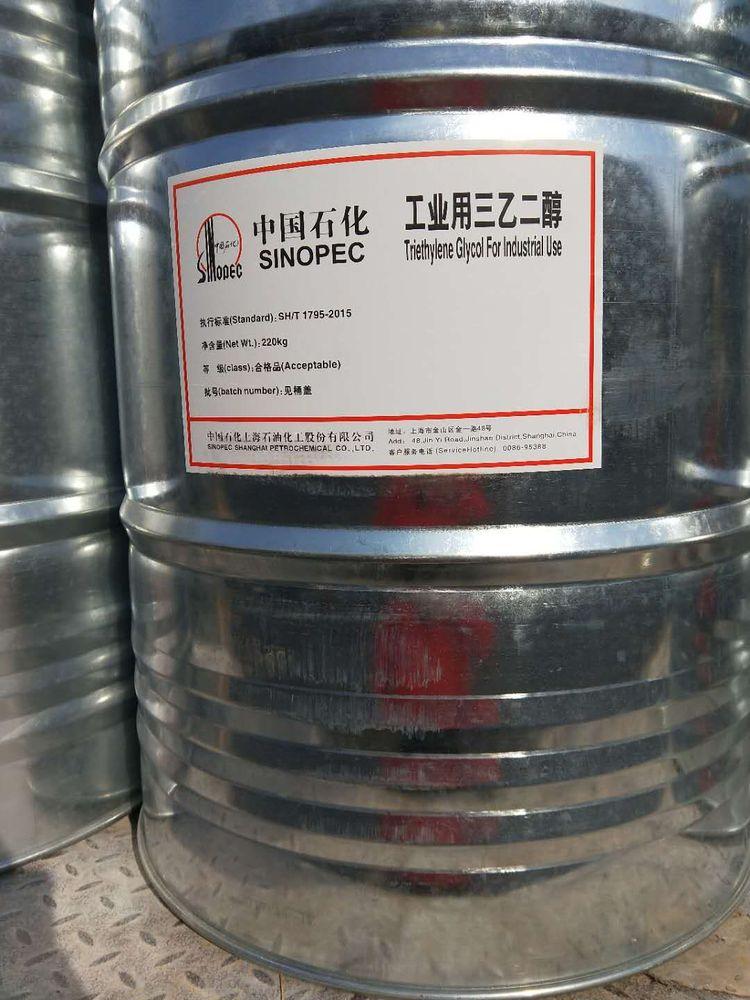 中国石化
SINOPEC
中国石化
SINOPEC
工业用三乙二醇
Triethylene Glycol For Industrial Use
执行标准(Standard): SH/T 1795-2015
净含量(Net Wt.): 220kg
等 级(class): 合格品(Acceptable)
批号(batch number): 见桶盖
中国石化上海石油化工股份有限公司
SINOPEC SHANGHAI PETROCHEMICAL CO., LTD.
地址: 上海市金山区金一路48号
Add: 48,Jin Yi Road,Jinshan District,Shanghai,China
客户服务电话 (ServiceHotline) 0086-95388